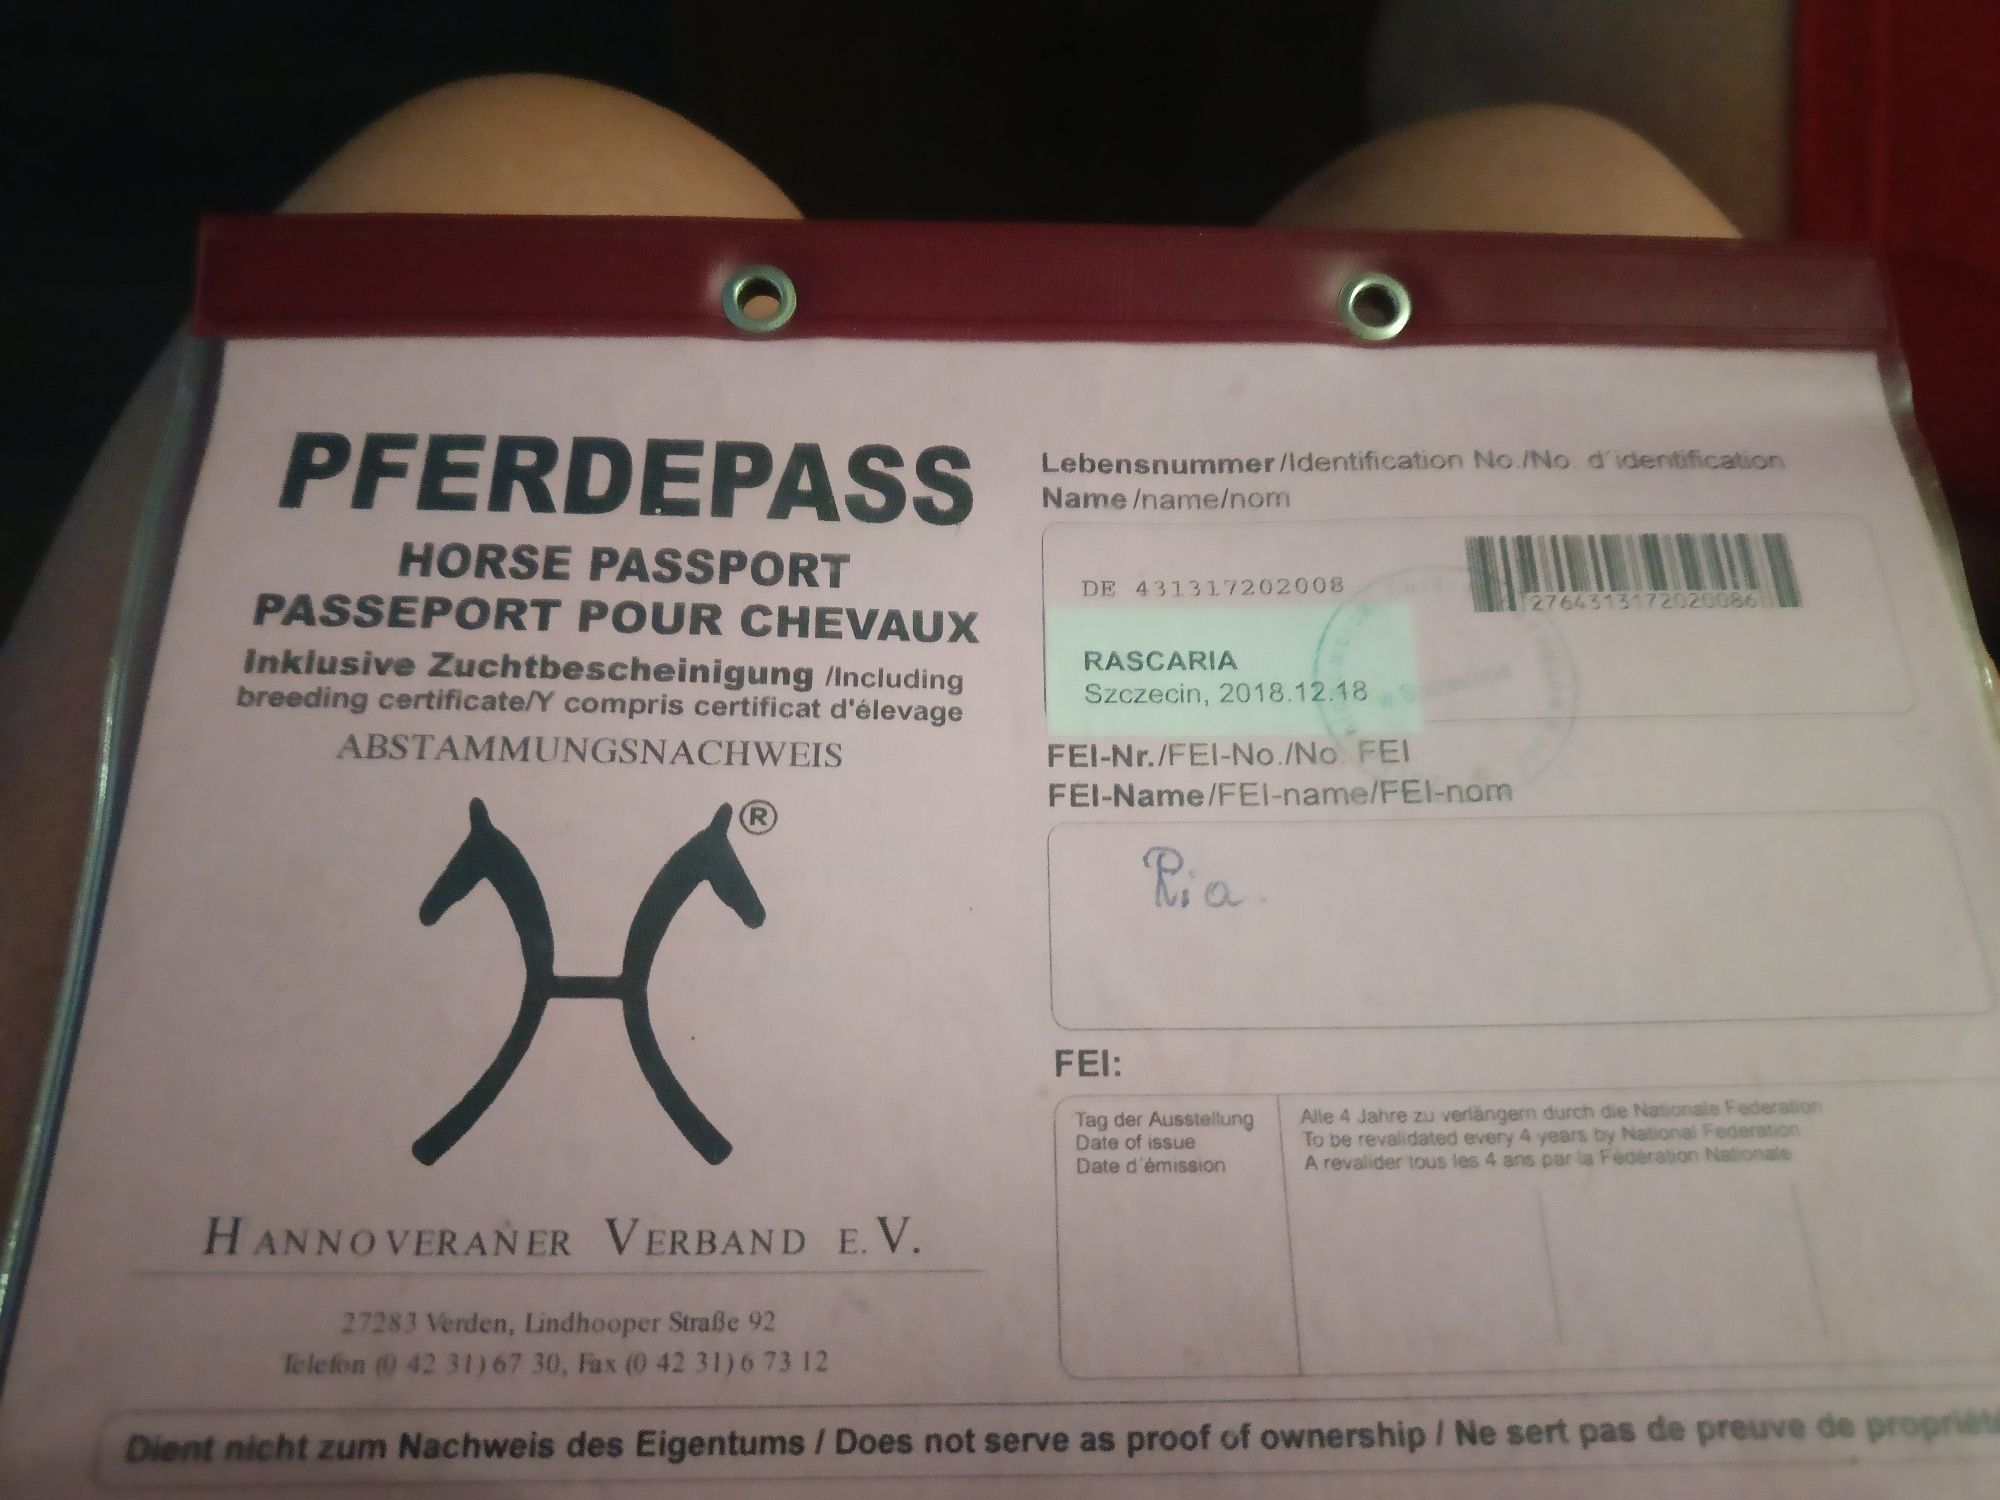 PFERDEPASS
HORSE PASSPORT
PASSEPORT POUR CHEVAUX
Inklusive Zuchtbescheinigung /Including
breeding certificate/Y compris certificat d'élevage
ABSTAMMUNGSNACHWEIS
®
HANNOVERANER VERBAND E.V.
27283 Verden, Lindhooper Straße 92
Telefon (0 42 31) 67 30, Fax (0 42 31) 6 73 12
Lebensnummer/Identification No./No. d´identification
Name/name/nom
DE 431317202008
2764313172020086
RASCARIA
Szczecin, 2018.12.18
w Szczecinie
FEI-Nr./FEI-No./No. FEI
FEI-Name/FEI-name/FEI-nom
Ria.
FEI:
Tag der Ausstellung
Date of issue
Date d´émission
Alle 4 Jahre zu verlängern durch die Nationale Federation
To be revalidated every 4 years by National Federation
A revalider tous les 4 ans par la Fédération Nationale
Dient nicht zum Nachweis des Eigentums / Does not serve as proof of ownership / Ne sert pas de preuve de propriété